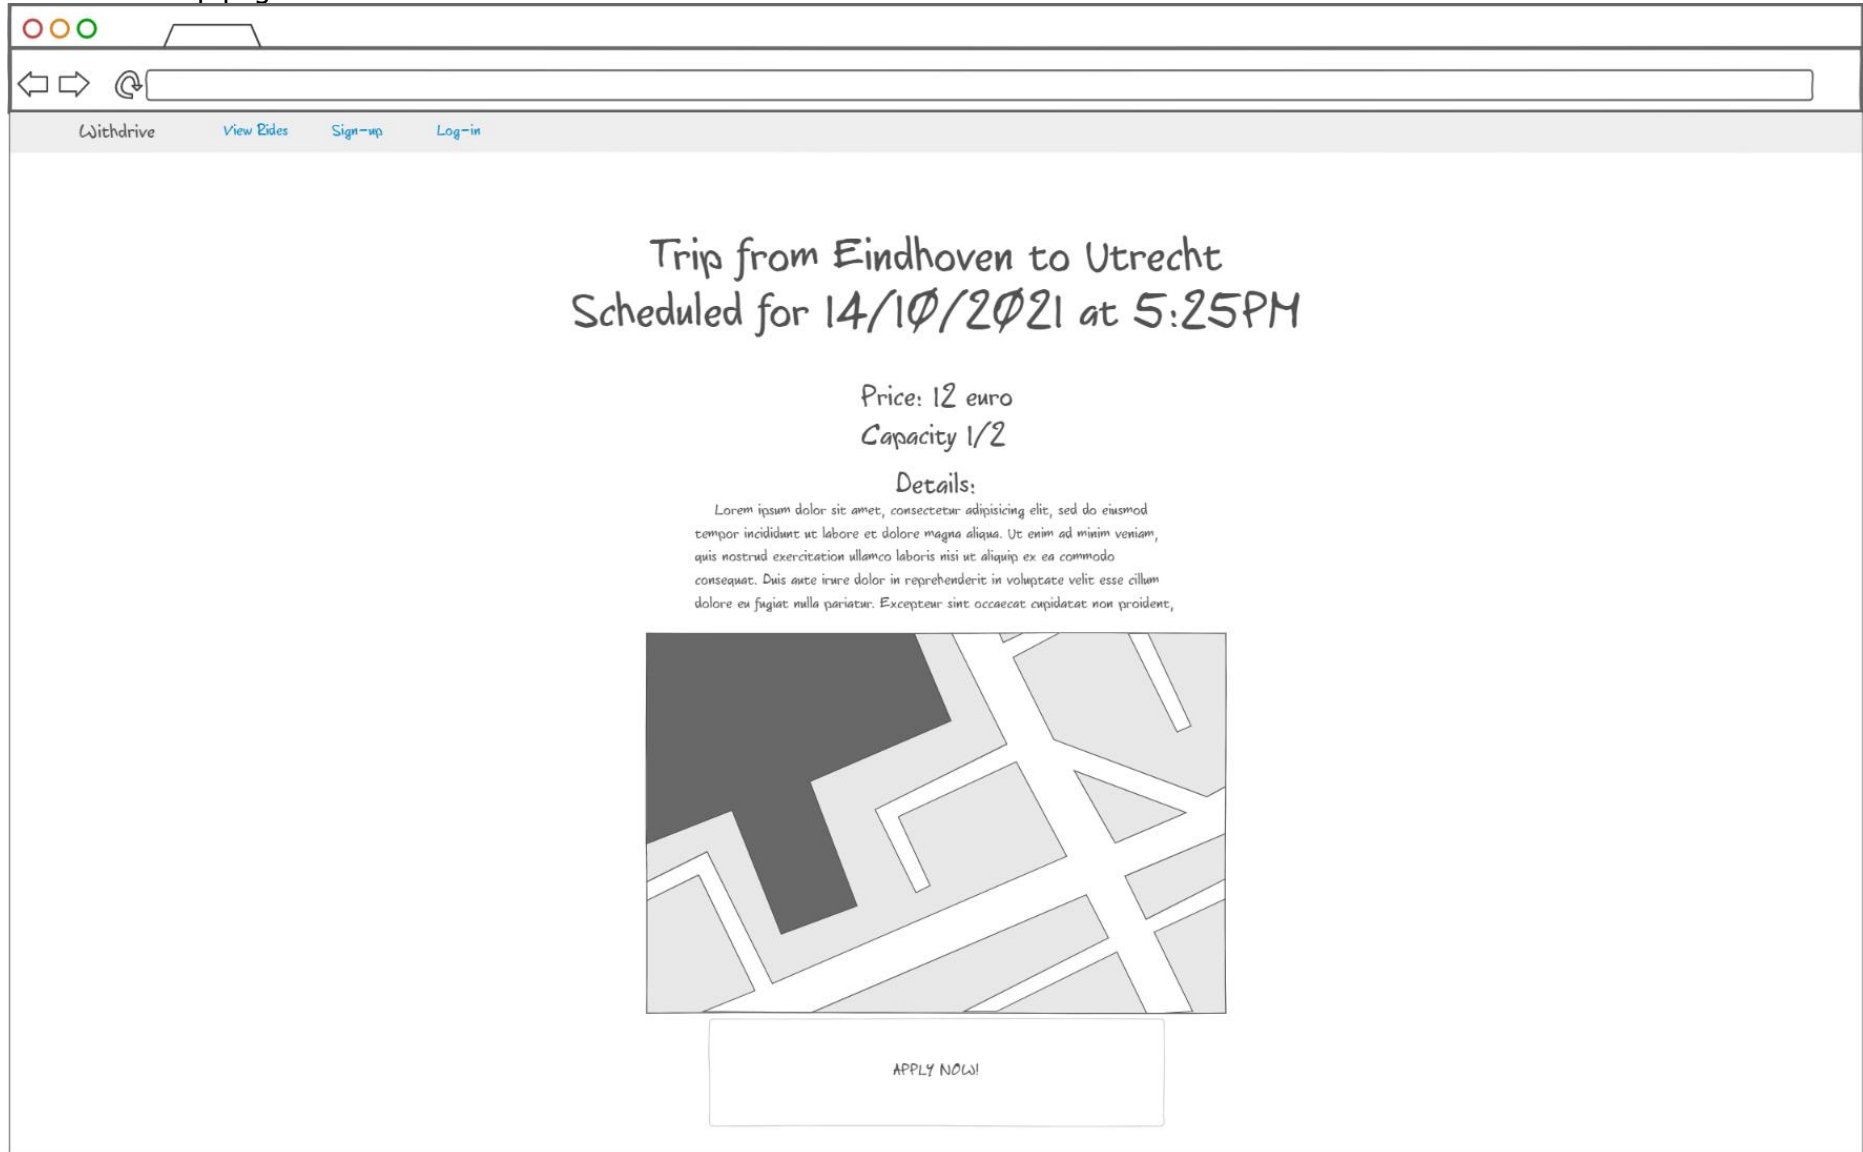 Withdrive View Rides Sign-up Log-in
Trip from Eindhoven to Utrecht
Scheduled for 14/10/2021 at 5:25PM
Price: 12 euro
Capacity 1/2
Details:
Lorem ipsum dolor sit amet, consectetur adipisicing elit, sed do eiusmod
tempor incididunt ut labore et dolore magna aliqua. Ut enim ad minim veniam,
quis nostrud exercitation ullamco laboris nisi ut aliquip ex ea commodo
consequat. Duis aute irure dolor in reprehenderit in voluptate velit esse cillum
dolore eu fugiat nulla pariatur. Excepteur sint occaecat cupidatat non proident,
APPLY NOW!